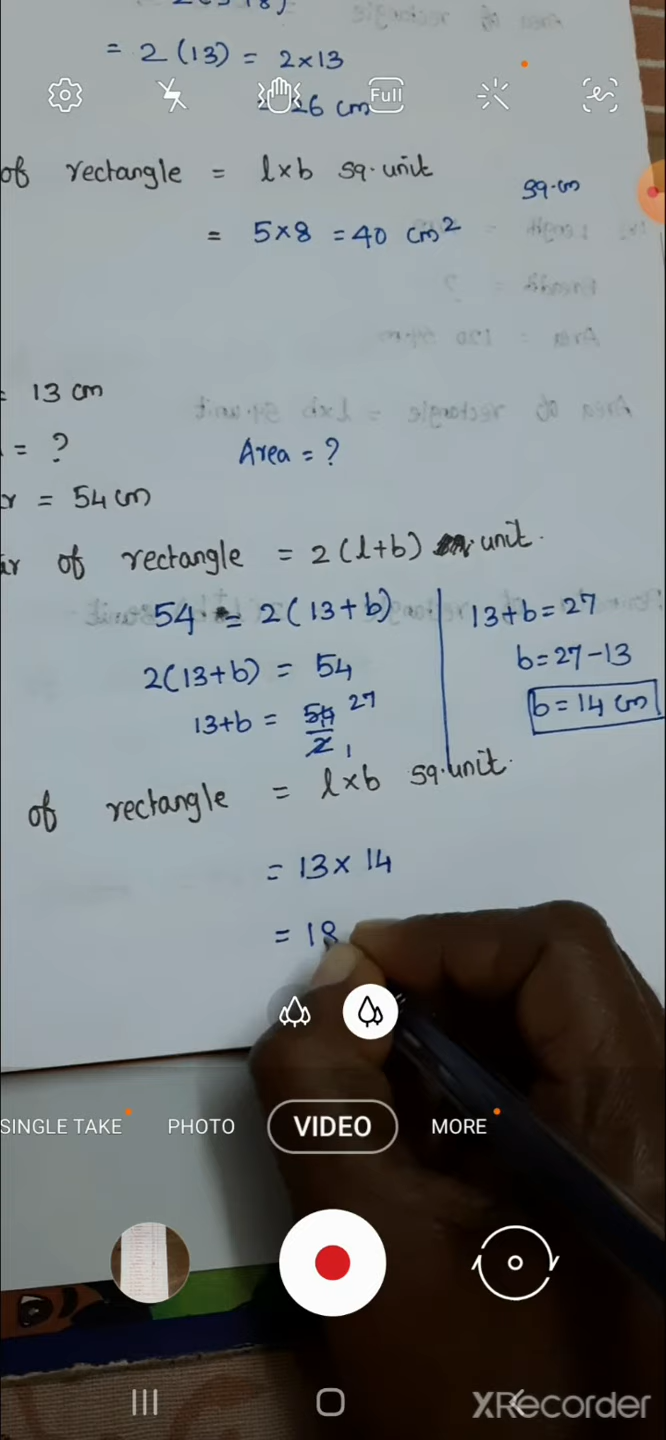 = 2 (13) = 2×13
26 cm
Full
of rectangle = l×b sq.unit
sq.cm
= 5×8 = 40 cm²
= 13 cm
= ?
Area = ?
r = 54 cm
of rectangle = 2(l+b) unit.
54 = 2(13+b)
2(13+b) = 54
13+b = 54/2 27 1
13+b=27
b=27-13
b=14 cm
of rectangle = l×b sq.unit.
= 13 × 14
= 18
SINGLE TAKE PHOTO VIDEO MORE
XRecorder